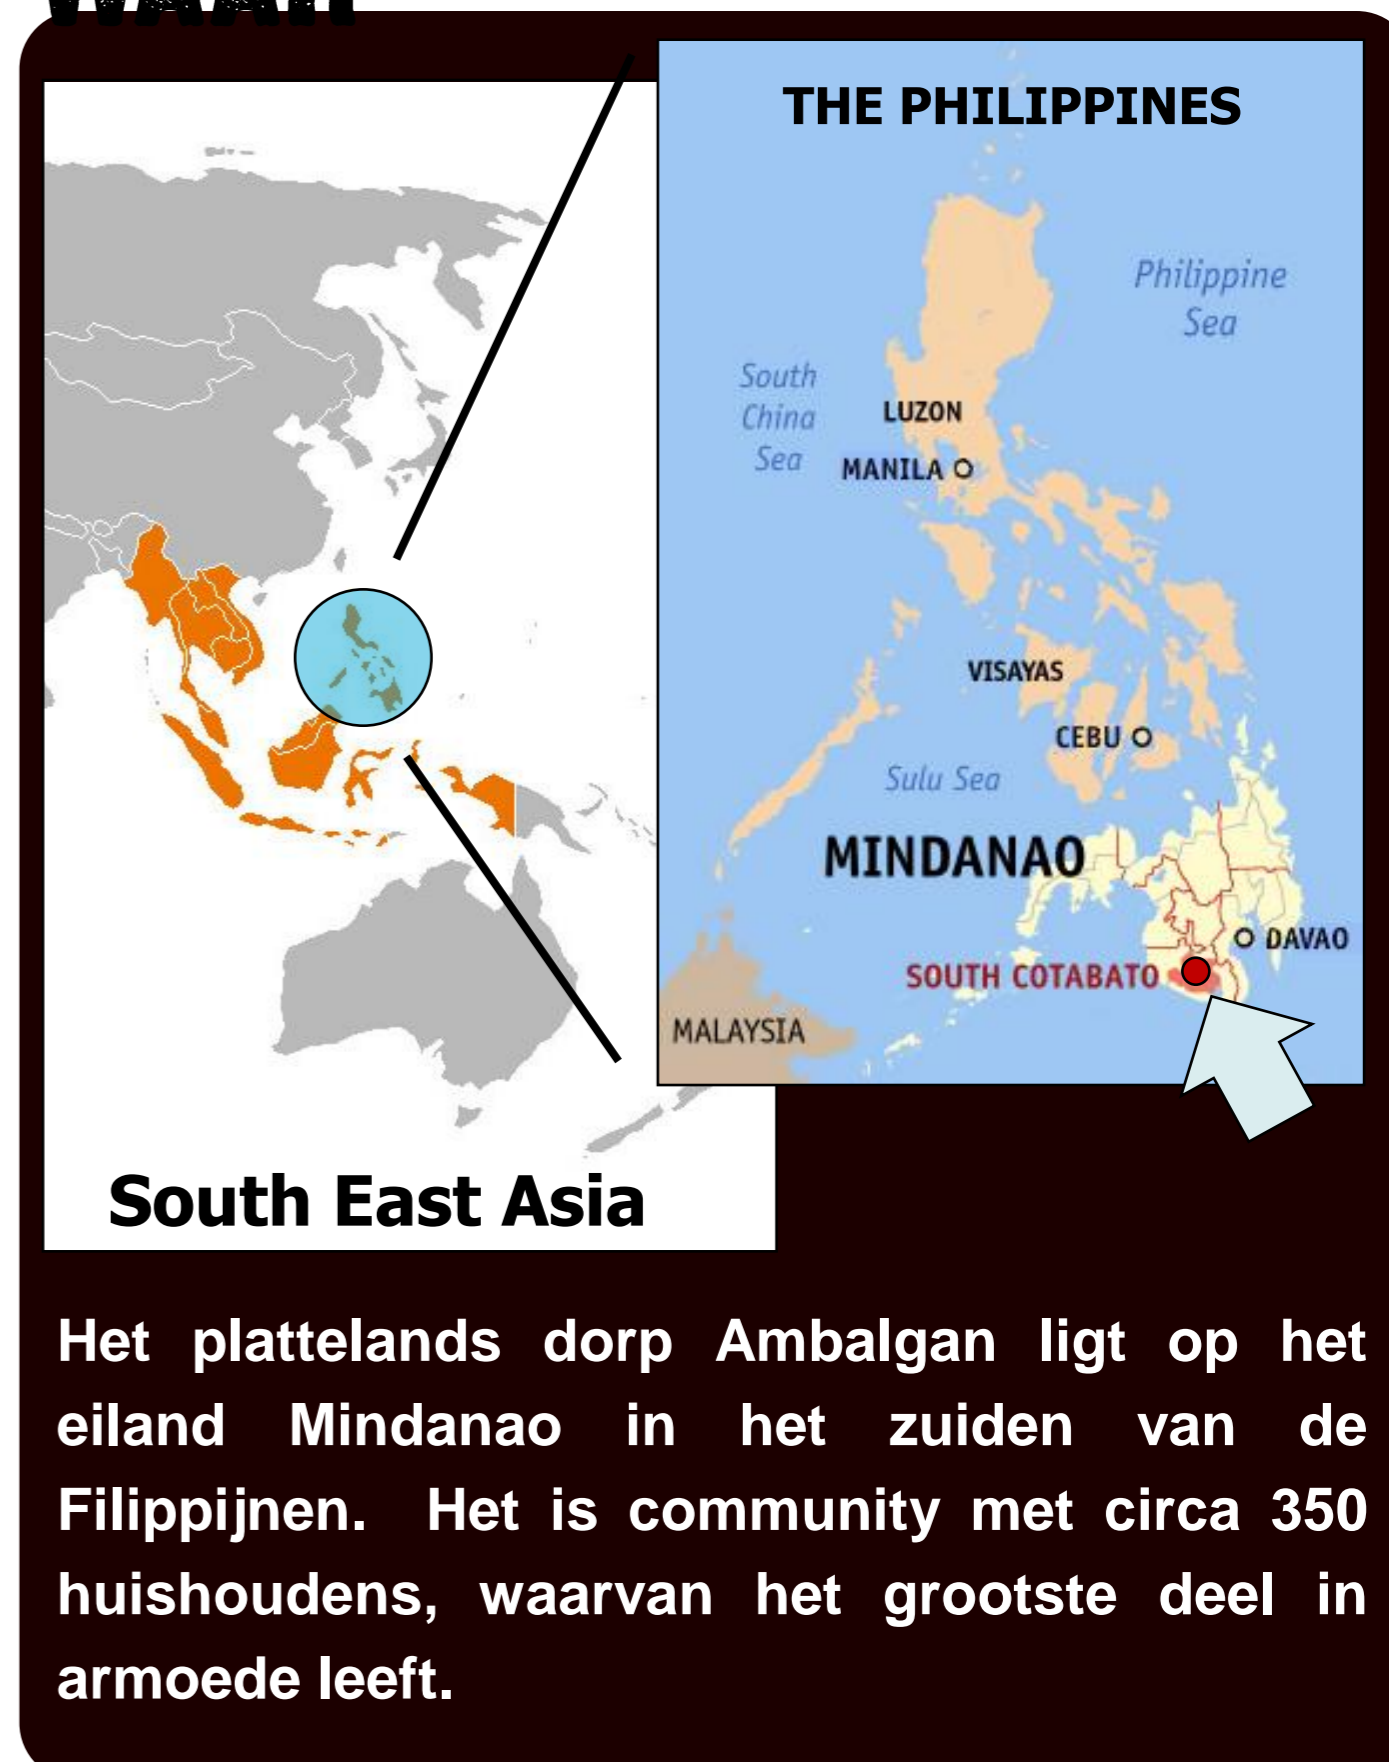 THE PHILIPPINES
Philippine
Sea
South
China
Sea
LUZON
MANILA
VISAYAS
CEBU
Sulu Sea
MINDANAO
DAVAO
SOUTH COTABATO
MALAYSIA
South East Asia
Het plattelands dorp Ambalgan ligt op het
eiland Mindanao in het zuiden van de
Filippijnen. Het is community met circa 350
huishoudens, waarvan het grootste deel in
armoede leeft.